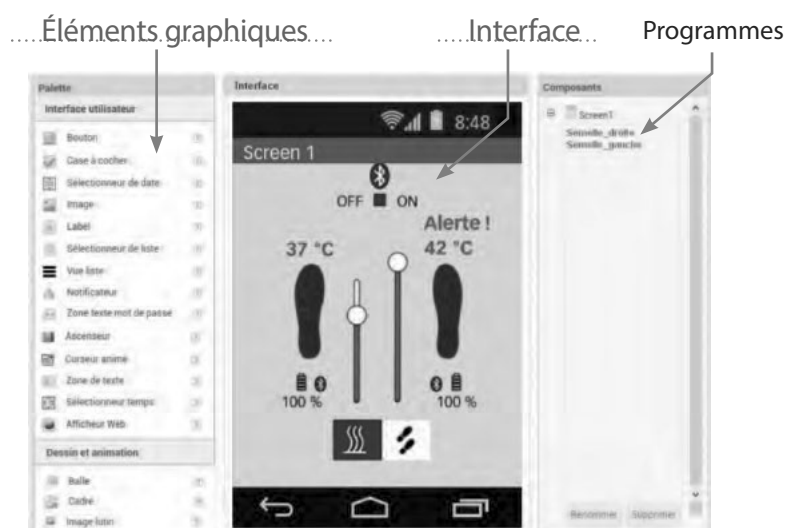 Éléments graphiques
Interface
Programmes
Palette
Interface utilisateur
Bouton
Case à cocher
Sélectionneur de date
Image
Label
Sélectionneur de liste
Vue liste
Notificateur
Zone texte mot de passe
Ascenseur
Curseur animé
Zone de texte
Sélectionneur temps
Afficheur Web
Dessin et animation
Balle
Cadre
Image lutin
Interface
8:48
Screen 1
OFF ON
Alerte !
37 °C
42 °C
100 %
100 %
Composants
Screen1
Semelle_droite
Semelle_gauche
Renommer Supprimer